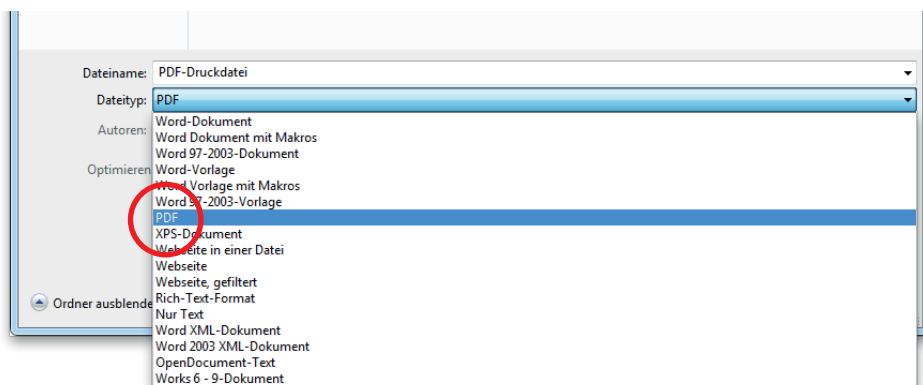 Dateiname: PDF-Druckdatei
Dateityp: PDF
Autoren:
Optimieren
Word-Dokument
Word Dokument mit Makros
Word 97-2003-Dokument
Word-Vorlage
Word Vorlage mit Makros
Word 97-2003-Vorlage
PDF
XPS-Dokument
Webseite in einer Datei
Webseite
Webseite, gefiltert
Rich-Text-Format
Nur Text
Word XML-Dokument
Word 2003 XML-Dokument
OpenDocument-Text
Works 6 - 9-Dokument
Ordner ausblende